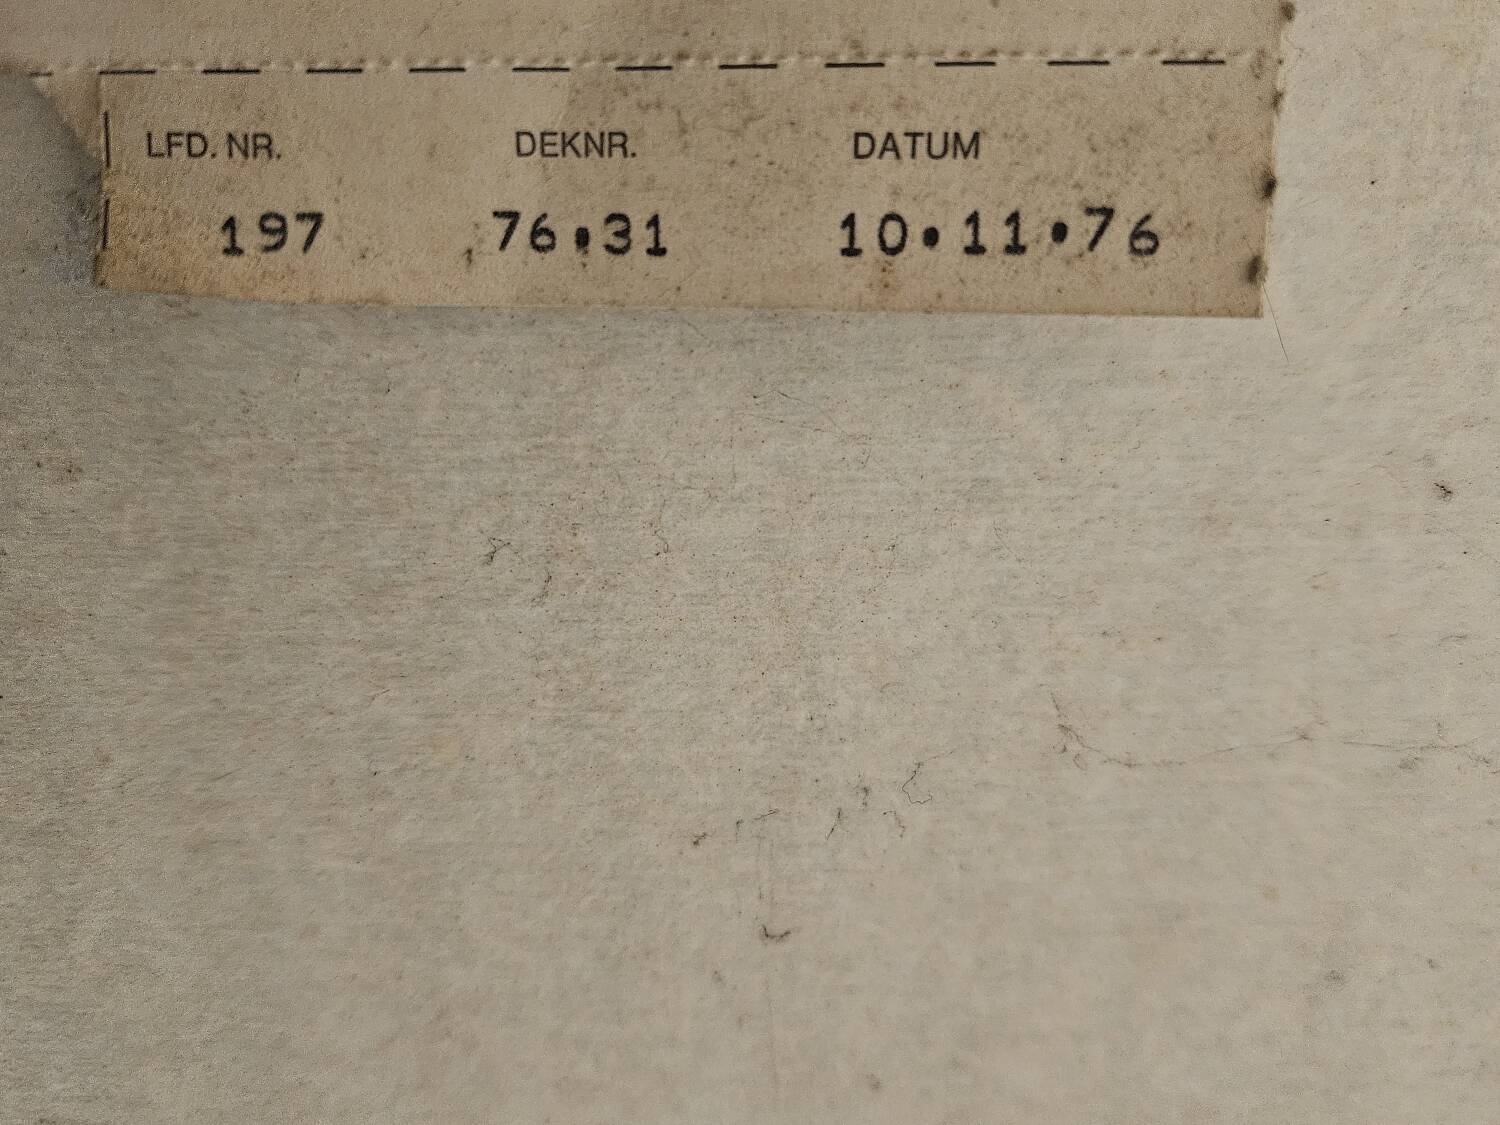 LFD. NR. DEKNR. DATUM
197 76.31 10.11.76